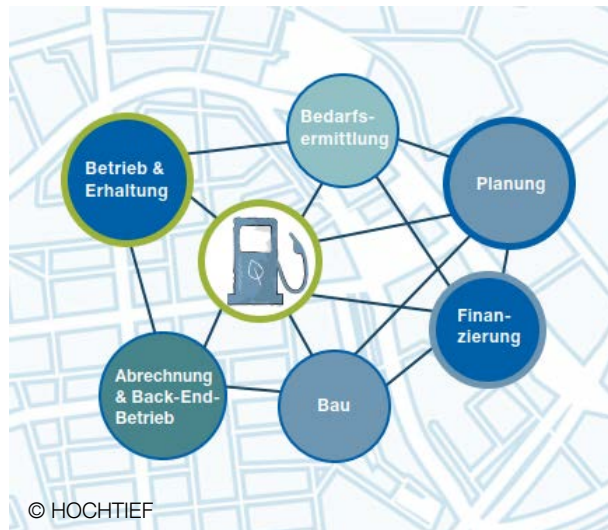 Bedarfs-
ermittlung
Betrieb &
Erhaltung
Planung
Finan-
zierung
Abrechnung
& Back-End-
Betrieb
Bau
© HOCHTIEF